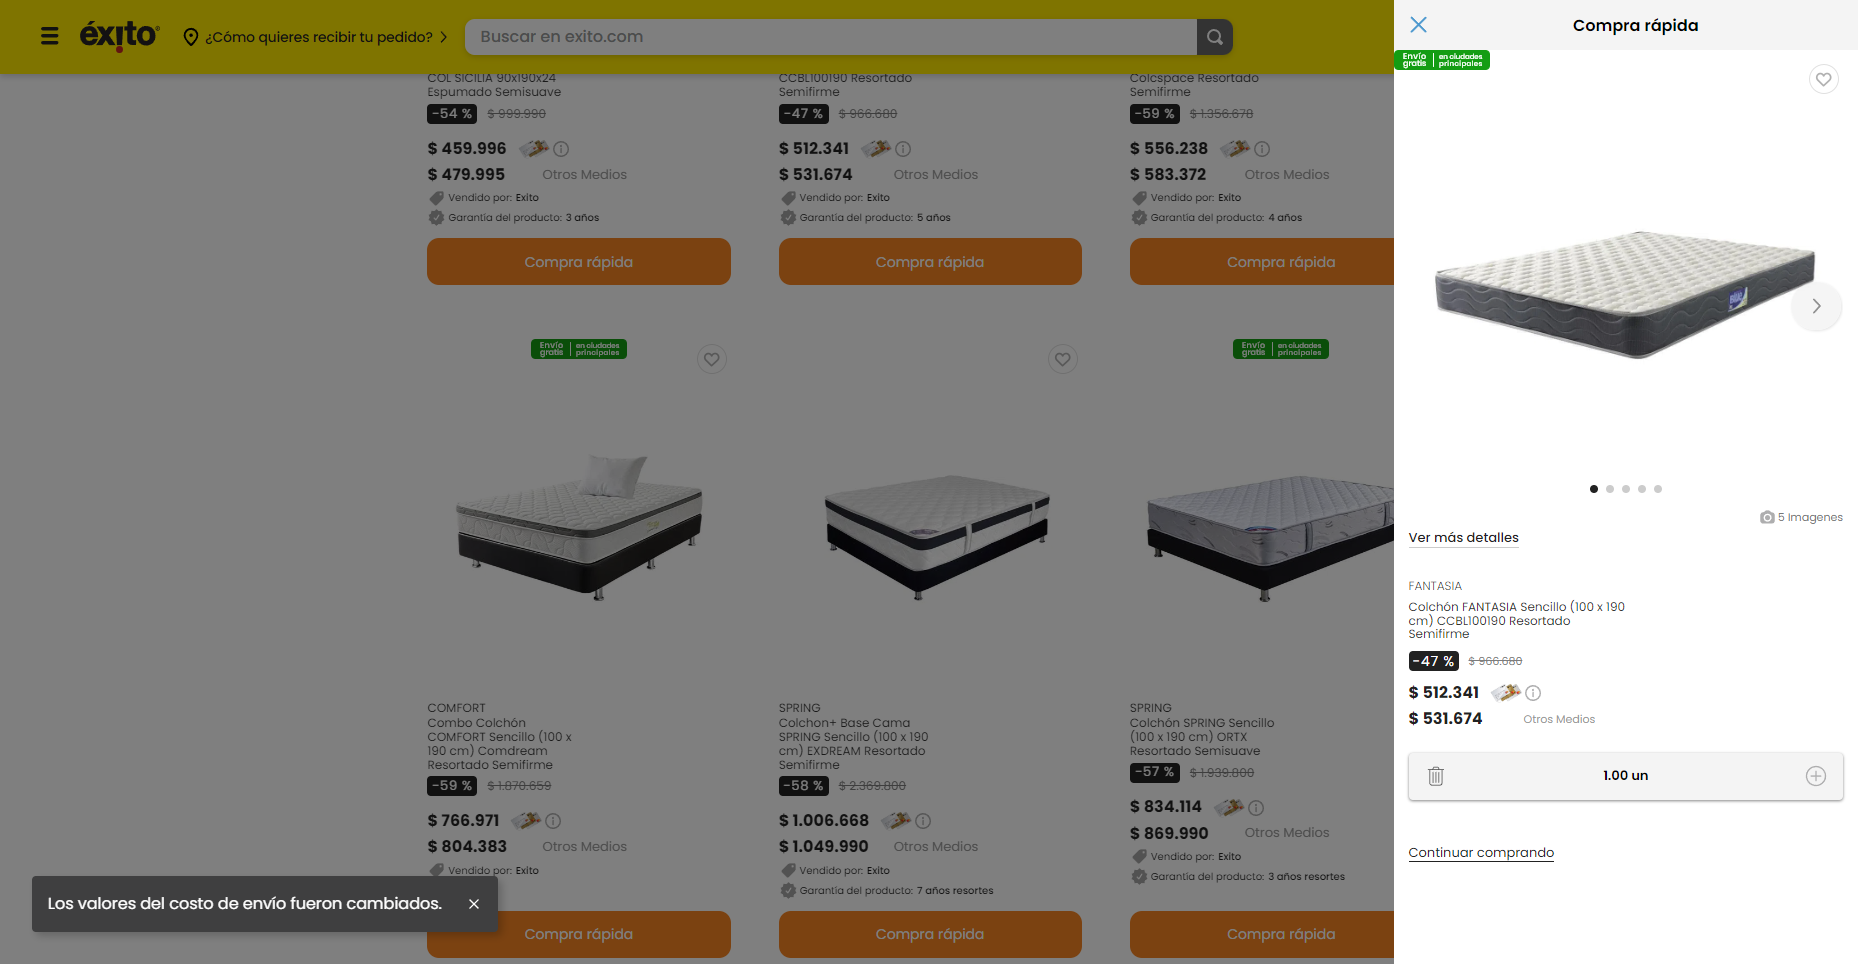 éxito
¿Cómo quieres recibir tu pedido?
Buscar en exito.com
COL SICILIA 90x190x24
Espumado Semisuave
-54 %
$ 999.990
$ 459.996
$ 479.995
Otros Medios
Vendido por: Exito
Garantía del producto: 3 años
Compra rápida
CCBL100190 Resortado
Semifirme
-47 %
$ 966.680
$ 512.341
$ 531.674
Otros Medios
Vendido por: Exito
Garantía del producto: 5 años
Compra rápida
Colcspace Resortado
Semifirme
-59 %
$ 1.356.678
$ 556.238
$ 583.372
Otros Medios
Vendido por: Exito
Garantía del producto: 4 años
Compra rápida
Envío gratis en ciudades principales
COMFORT
Combo Colchón
COMFORT Sencillo (100 x
190 cm) Comdream
Resortado Semifirme
-59 %
$ 1.870.659
$ 766.971
$ 804.383
Otros Medios
Vendido por: Exito
Compra rápida
SPRING
Colchon+ Base Cama
SPRING Sencillo (100 x 190
cm) EXDREAM Resortado
Semifirme
-58 %
$ 2.369.800
$ 1.006.668
$ 1.049.990
Otros Medios
Vendido por: Exito
Garantía del producto: 7 años resortes
Compra rápida
Envío gratis en ciudades principales
SPRING
Colchón SPRING Sencillo
(100 x 190 cm) ORTX
Resortado Semisuave
-57 %
$ 1.939.800
$ 834.114
$ 869.990
Otros Medios
Vendido por: Exito
Garantía del producto: 3 años resortes
Compra rápida
Los valores del costo de envío fueron cambiados.
Compra rápida
Envío gratis en ciudades principales
5 Imagenes
Ver más detalles
FANTASIA
Colchón FANTASIA Sencillo (100 x 190
cm) CCBL100190 Resortado
Semifirme
-47 %
$ 966.680
$ 512.341
$ 531.674
Otros Medios
1.00 un
Continuar comprando